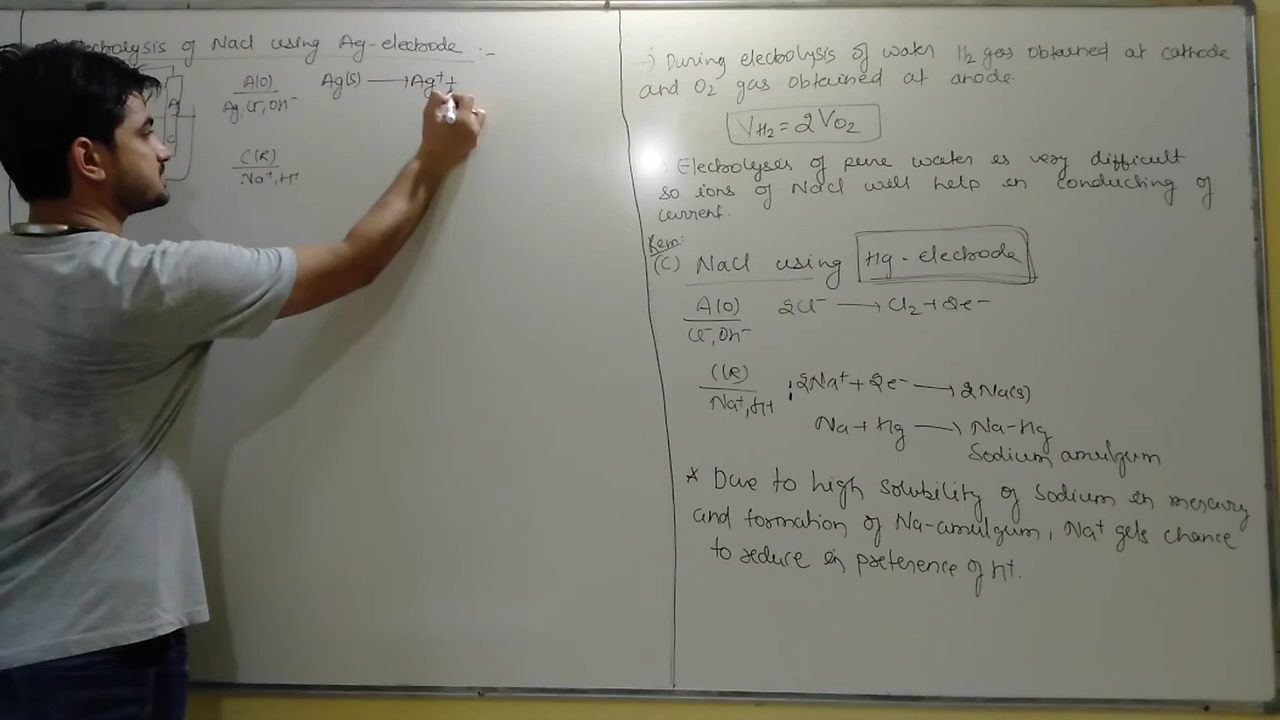 of NaCl using Ag-electrode :-
A(O) Ag(s) ⟶ Ag⁺ +
Ag, Cl⁻, OH⁻
C(R)
Na⁺, H⁺
During electrolysis of water H₂ gas obtained at cathode
and O₂ gas obtained at anode.
V_H₂ = 2V_O₂
Electrolysis of pure water is very difficult
so ions of NaCl will help in conducting of
current.
Rem:
(C) NaCl using Hg-electrode
A(O) 2Cl⁻ ⟶ Cl₂ + 2e⁻
Cl⁻, OH⁻
C(R) 2Na⁺ + 2e⁻ ⟶ 2Na(s)
Na⁺, H⁺
Na + Hg ⟶ Na-Hg
Sodium amulgum
* Due to high solubility of sodium in mercury
and formation of Na-amulgum, Na⁺ gets chance
to reduce in preference of H⁺.